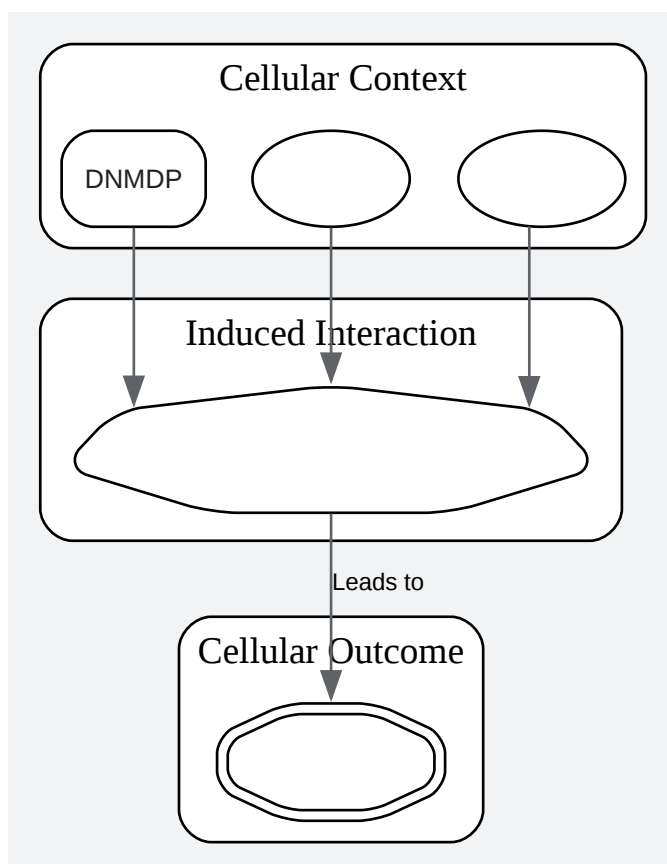 Cellular Context
DNMDP
Induced Interaction
Leads to
Cellular Outcome